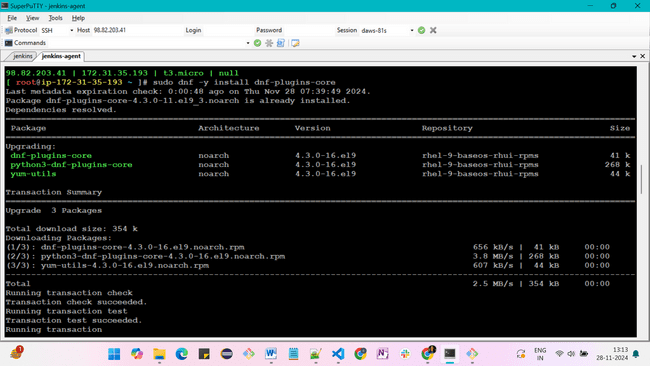 SuperPuTTY - jenkins-agent
File View Tools Help
Protocol SSH Host 98.82.203.41 Login Password Session daws-81s
Commands
jenkins jenkins-agent
98.82.203.41 | 172.31.35.193 | t3.micro | null
[ root@ip-172-31-35-193 ~ ]# sudo dnf -y install dnf-plugins-core
Last metadata expiration check: 0:00:48 ago on Thu Nov 28 07:39:49 2024.
Package dnf-plugins-core-4.3.0-11.el9_3.noarch is already installed.
Dependencies resolved.
Package Architecture Version Repository Size
Upgrading:
dnf-plugins-core noarch 4.3.0-16.el9 rhel-9-baseos-rhui-rpms 41 k
python3-dnf-plugins-core noarch 4.3.0-16.el9 rhel-9-baseos-rhui-rpms 268 k
yum-utils noarch 4.3.0-16.el9 rhel-9-baseos-rhui-rpms 44 k
Transaction Summary
Upgrade 3 Packages
Total download size: 354 k
Downloading Packages:
(1/3): dnf-plugins-core-4.3.0-16.el9.noarch.rpm 656 kB/s | 41 kB 00:00
(2/3): python3-dnf-plugins-core-4.3.0-16.el9.noarch.rpm 3.8 MB/s | 268 kB 00:00
(3/3): yum-utils-4.3.0-16.el9.noarch.rpm 607 kB/s | 44 kB 00:00
Total 2.5 MB/s | 354 kB 00:00
Running transaction check
Transaction check succeeded.
Running transaction test
Transaction test succeeded.
Running transaction
ENG 13:13
IN 28-11-2024